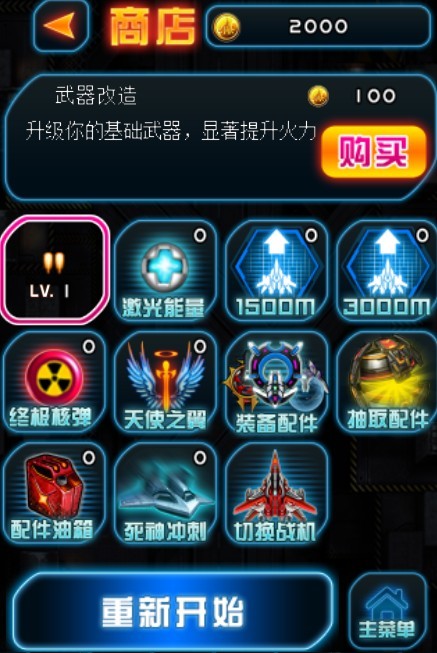 商店 2000
武器改造 100
升级你的基础武器，显著提升火力
购买
LV. 1
0 激光能量
0 1500M
0 3000M
0 终极核弹
0 天使之翼
装备配件
抽取配件
0 配件油箱
0 死神冲刺
切换战机
重新开始
主菜单